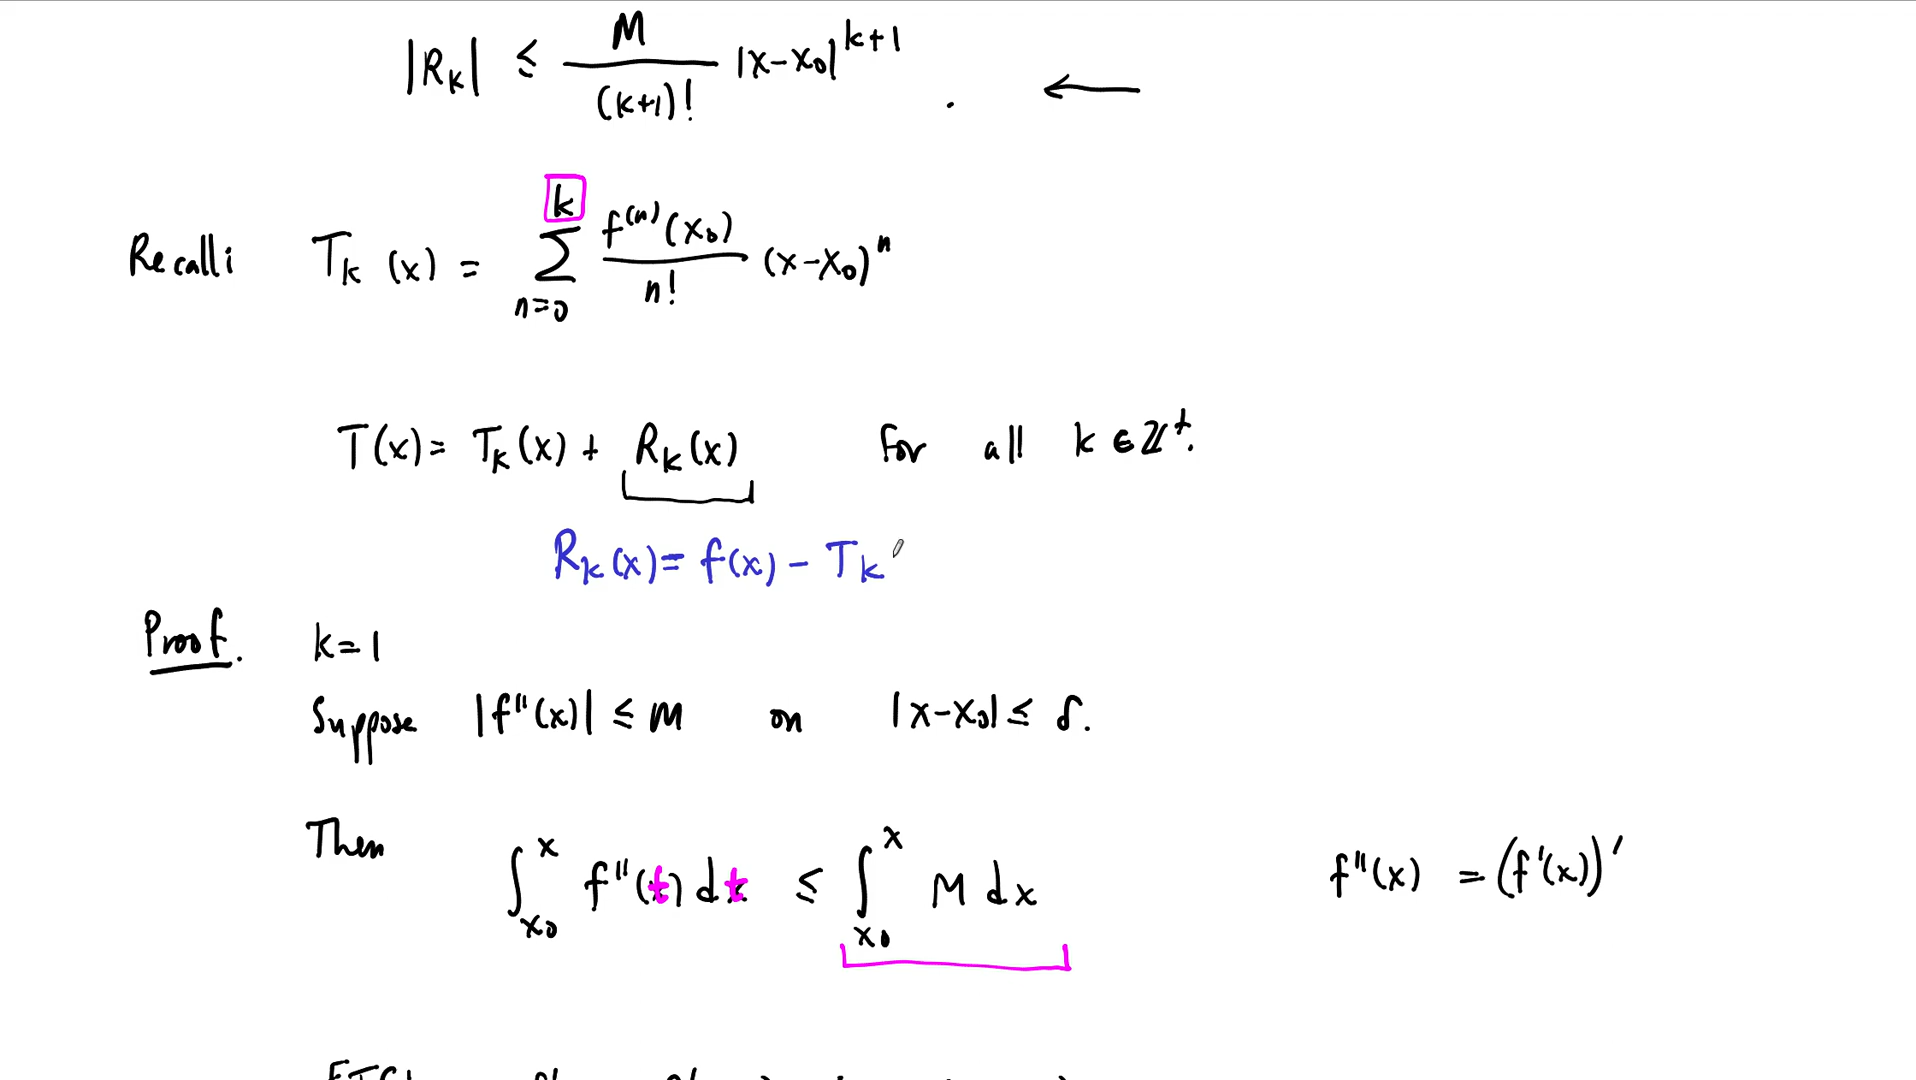 |R_k| ≤ M/(k+1)! |x-x_0|^{k+1} . ←
Recall: T_k (x) = ∑_{n=0}^{k} f^{(n)}(x_0)/n! (x-x_0)^n
T(x)= T_k(x) + R_k(x) for all k ∈ ℤ^+.
R_k(x)= f(x) - T_k
Proof. k=1
Suppose |f''(x)| ≤ M on |x-x_0| ≤ δ.
Then ∫_{x_0}^{x} f''(t) dt ≤ ∫_{x_0}^{x} M dx f''(x) = (f'(x))'